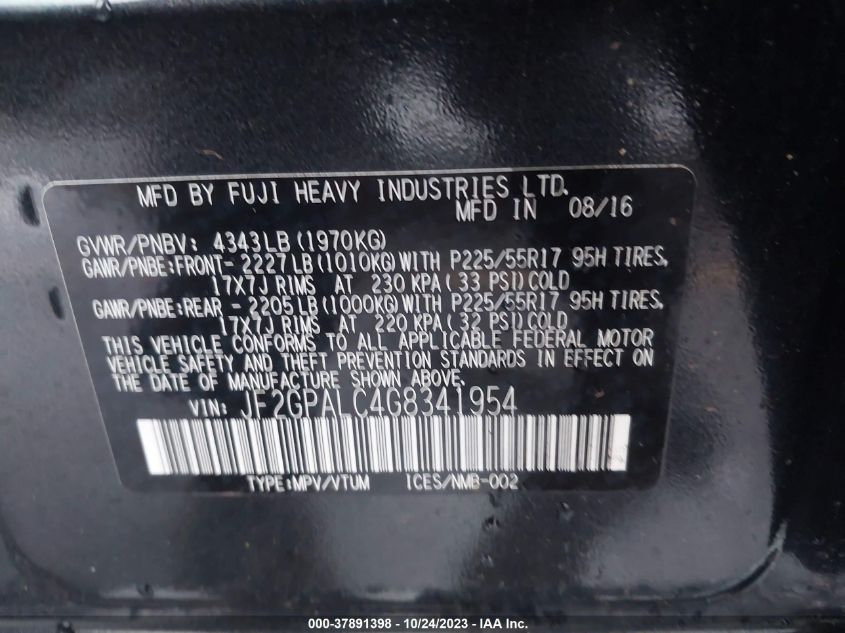 MFD BY FUJI HEAVY INDUSTRIES LTD.
MFD IN 08/16
GVWR/PNBV: 4343LB(1970KG)
GAWR/PNBE:FRONT- 2227LB(1010KG)WITH P225/55R17 95H TIRES,
17X7J RIMS AT 230 KPA(33 PSI)COLD
GAWR/PNBE:REAR - 2205LB(1000KG)WITH P225/55R17 95H TIRES,
17X7J RIMS AT 220 KPA(32 PSI)COLD
THIS VEHICLE CONFORMS TO ALL APPLICABLE FEDERAL MOTOR
VEHICLE SAFETY AND THEFT PREVENTION STANDARDS IN EFFECT ON
THE DATE OF MANUFACTURE SHOWN ABOVE.
VIN: JF2GPALC4G8341954
TYPE:MPV/VTUM ICES/NMB-002
000-37891398 - 10/24/2023 - IAA Inc.